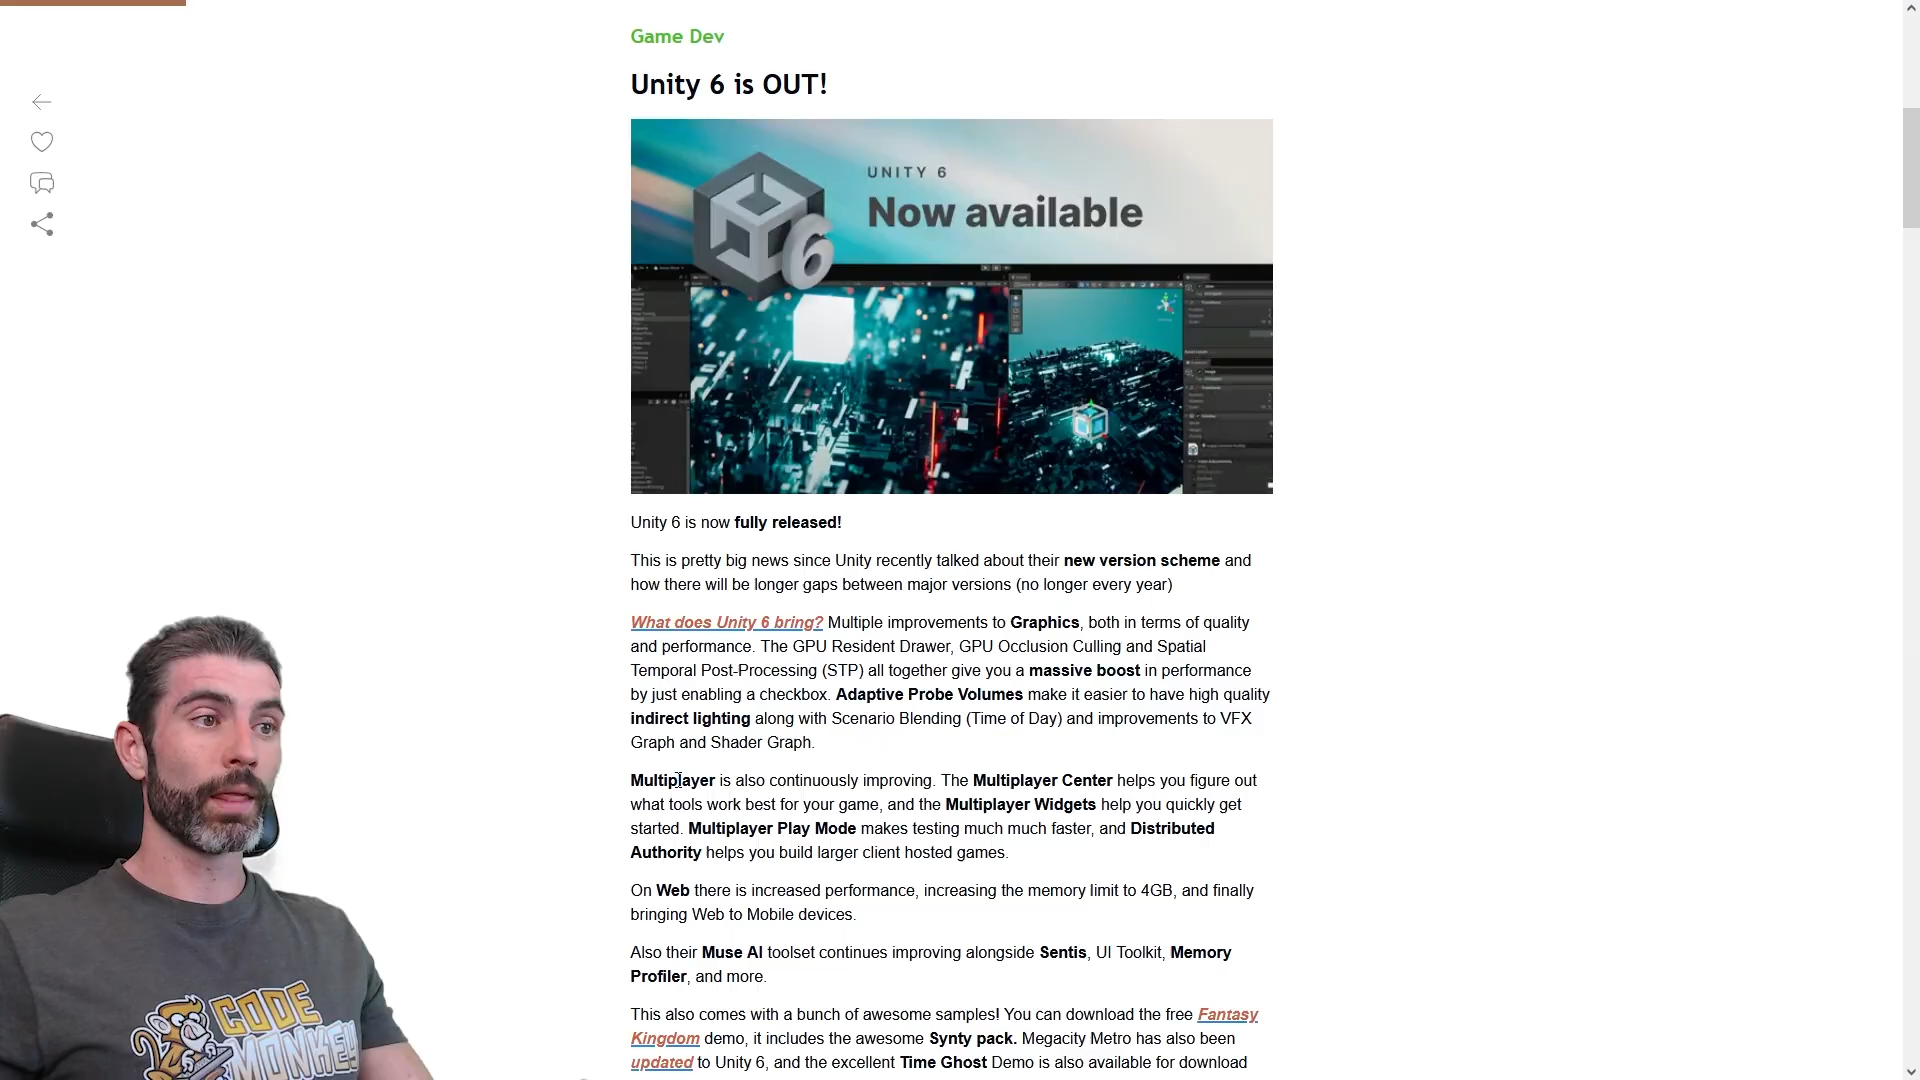 Game Dev
Unity 6 is OUT!
UNITY 6
Now available
6
Unity 6 is now fully released!
This is pretty big news since Unity recently talked about their new version scheme and
how there will be longer gaps between major versions (no longer every year)
What does Unity 6 bring? Multiple improvements to Graphics, both in terms of quality
and performance. The GPU Resident Drawer, GPU Occlusion Culling and Spatial
Temporal Post-Processing (STP) all together give you a massive boost in performance
by just enabling a checkbox. Adaptive Probe Volumes make it easier to have high quality
indirect lighting along with Scenario Blending (Time of Day) and improvements to VFX
Graph and Shader Graph.
Multiplayer is also continuously improving. The Multiplayer Center helps you figure out
what tools work best for your game, and the Multiplayer Widgets help you quickly get
started. Multiplayer Play Mode makes testing much much faster, and Distributed
Authority helps you build larger client hosted games.
On Web there is increased performance, increasing the memory limit to 4GB, and finally
bringing Web to Mobile devices.
Also their Muse AI toolset continues improving alongside Sentis, UI Toolkit, Memory
Profiler, and more.
This also comes with a bunch of awesome samples! You can download the free Fantasy
Kingdom demo, it includes the awesome Synty pack. Megacity Metro has also been
updated to Unity 6, and the excellent Time Ghost Demo is also available for download
CODE
MONKEY